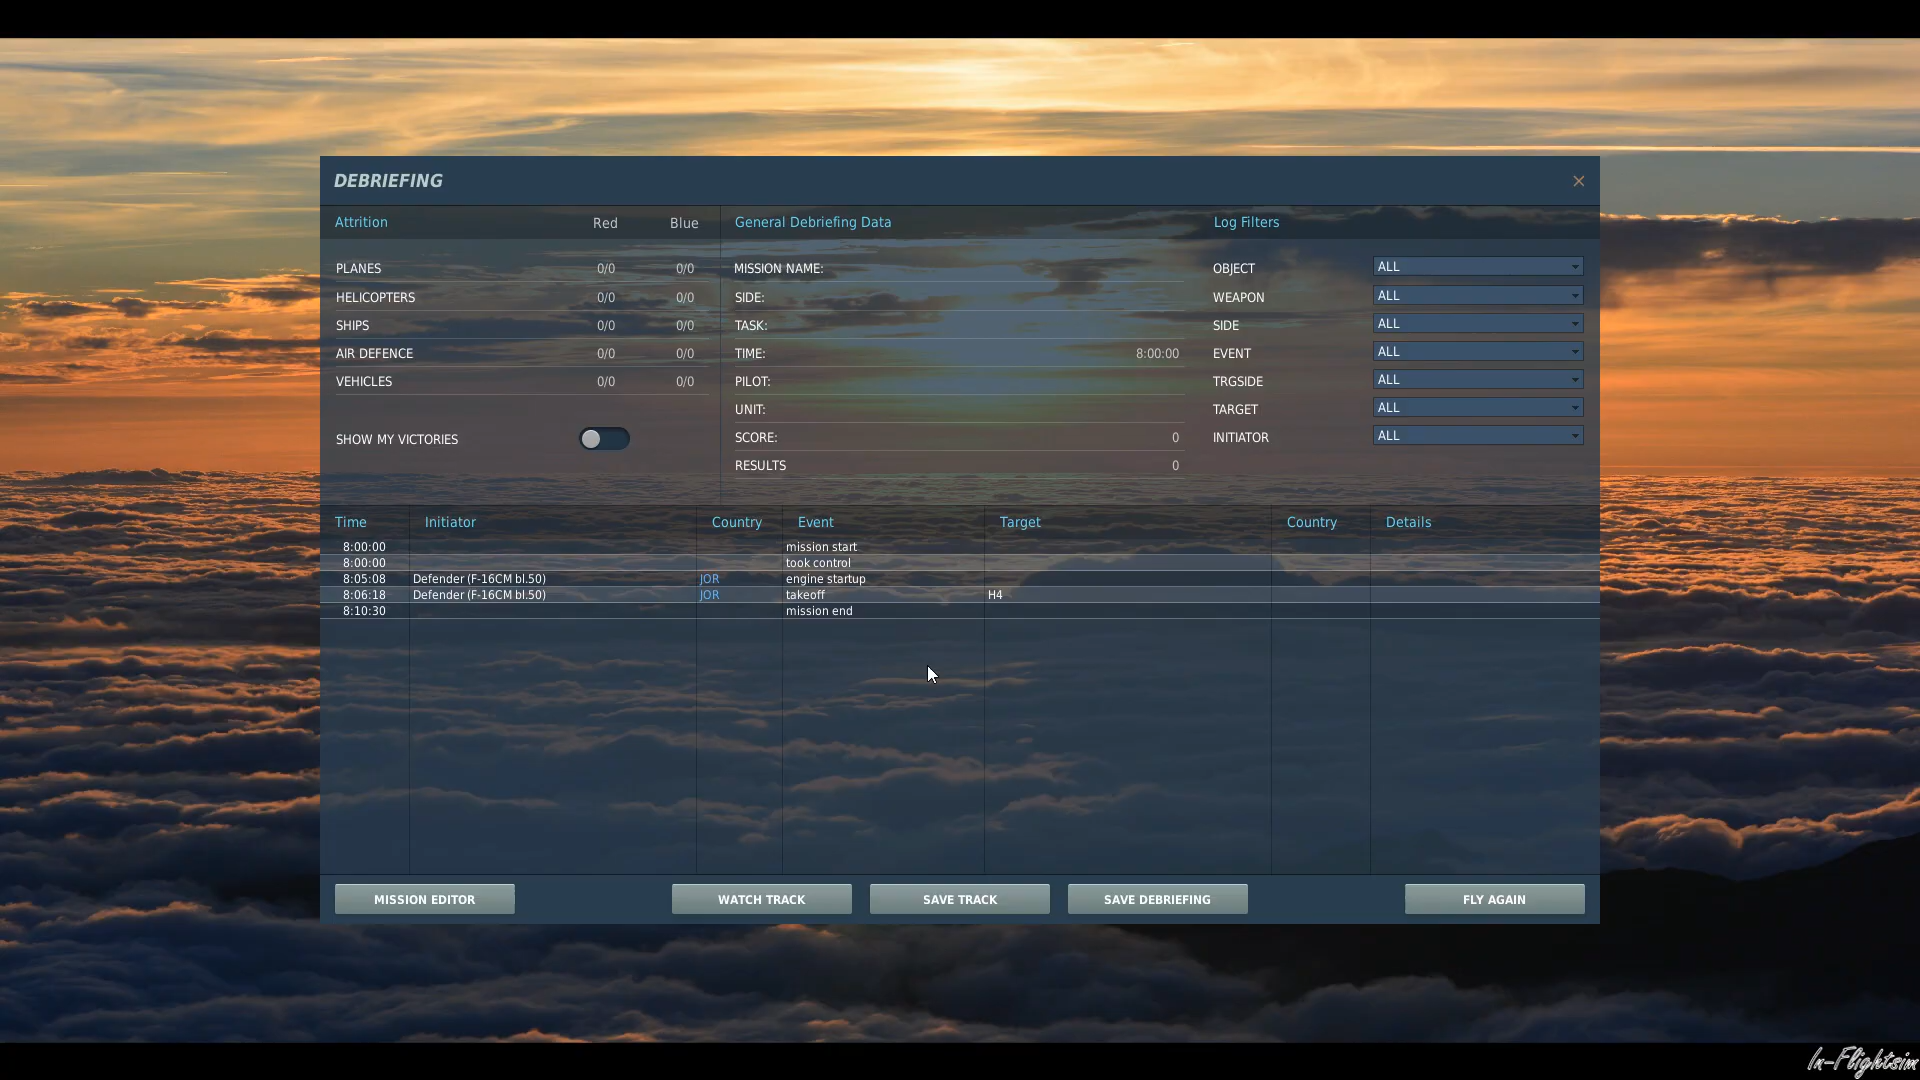 DEBRIEFING
Attrition Red Blue
PLANES 0/0 0/0
HELICOPTERS 0/0 0/0
SHIPS 0/0 0/0
AIR DEFENCE 0/0 0/0
VEHICLES 0/0 0/0
SHOW MY VICTORIES
General Debriefing Data
MISSION NAME:
SIDE:
TASK:
TIME: 8:00:00
PILOT:
UNIT:
SCORE: 0
RESULTS 0
Log Filters
OBJECT ALL
WEAPON ALL
SIDE ALL
EVENT ALL
TRGSIDE ALL
TARGET ALL
INITIATOR ALL
Time Initiator Country Event Target Country Details
8:00:00 mission start
8:00:00 took control
8:05:08 Defender (F-16CM bl.50) JOR engine startup
8:06:18 Defender (F-16CM bl.50) JOR takeoff H4
8:10:30 mission end
MISSION EDITOR WATCH TRACK SAVE TRACK SAVE DEBRIEFING FLY AGAIN
In-Flightsim